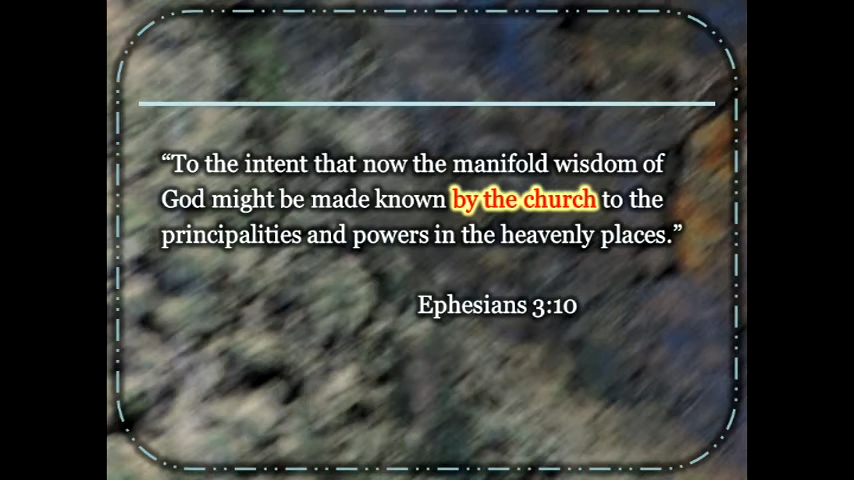 “To the intent that now the manifold wisdom of
God might be made known by the church to the
principalities and powers in the heavenly places.”
Ephesians 3:10